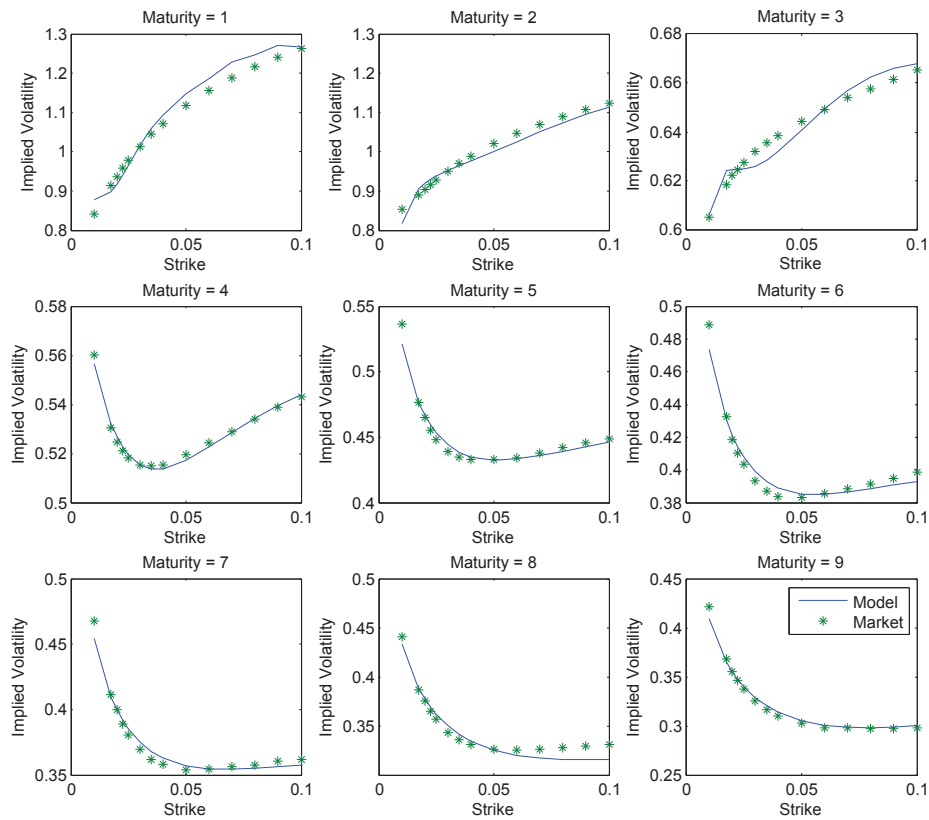 Maturity = 1
Maturity = 2
Maturity = 3
1.3
1.2
1.1
1
0.9
0.8
Implied Volatility
0
0.05
0.1
Strike
1.3
1.2
1.1
1
0.9
0.8
Implied Volatility
0
0.05
0.1
Strike
0.68
0.66
0.64
0.62
0.6
Implied Volatility
0
0.05
0.1
Strike
Maturity = 4
Maturity = 5
Maturity = 6
0.58
0.56
0.54
0.52
0.5
Implied Volatility
0
0.05
0.1
Strike
0.55
0.5
0.45
0.4
Implied Volatility
0
0.05
0.1
Strike
0.5
0.48
0.46
0.44
0.42
0.4
0.38
Implied Volatility
0
0.05
0.1
Strike
Maturity = 7
Maturity = 8
Maturity = 9
0.5
0.45
0.4
0.35
Implied Volatility
0
0.05
0.1
Strike
0.5
0.45
0.4
0.35
Implied Volatility
0
0.05
0.1
Strike
0.45
0.4
0.35
0.3
0.25
Implied Volatility
0
0.05
0.1
Strike
Model
Market